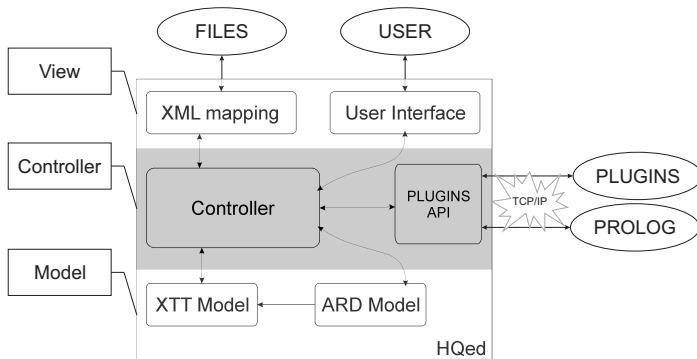 FILES
USER
View
XML mapping
User Interface
Controller
Controller
PLUGINS
API
TCP/IP
PLUGINS
PROLOG
Model
XTT Model
ARD Model
HQed